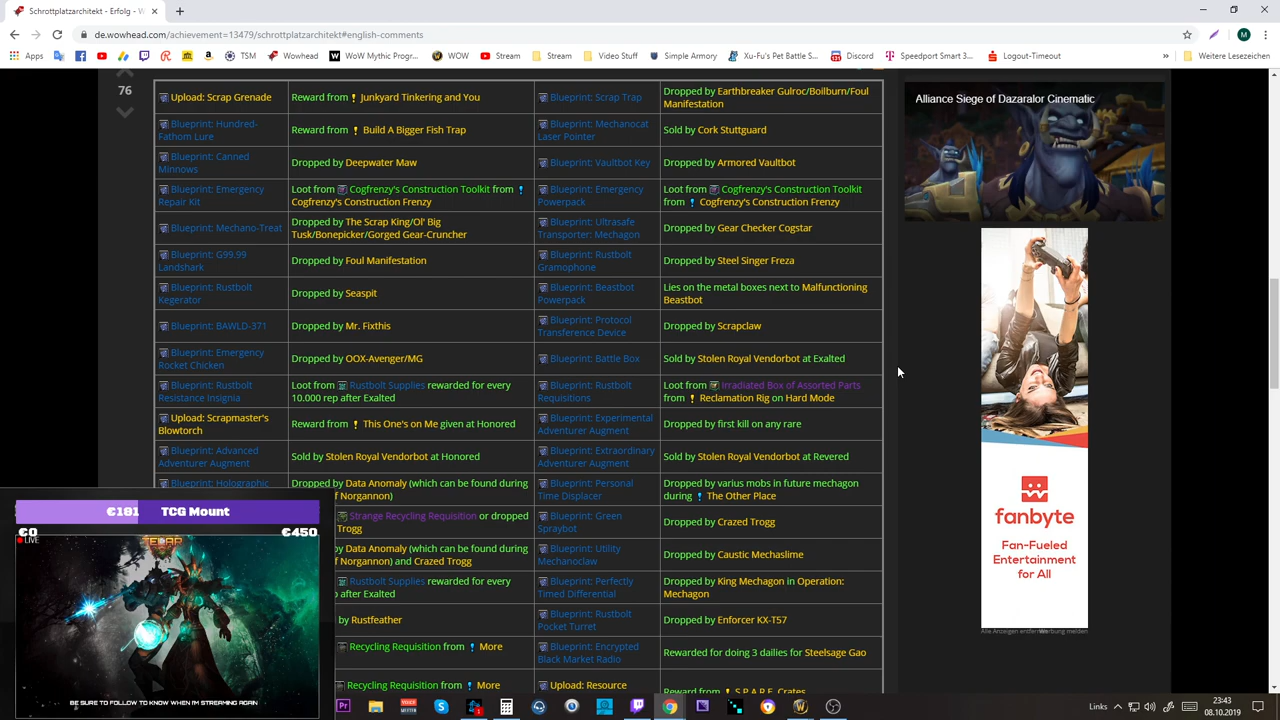 Schrottplatzarchitekt - Erfolg - W
de.wowhead.com/achievement=13479/schrottplatzarchitekt#english-comments
Apps TSM Wowhead WoW Mythic Progr... WOW Stream Stream Video Stuff Simple Armory Xu-Fu's Pet Battle S... Discord Speedport Smart 3... Logout-Timeout » Weitere Lesezeichen
76
Upload: Scrap Grenade
Reward from Junkyard Tinkering and You
Blueprint: Scrap Trap
Dropped by Earthbreaker Gulroc/Boilburn/Foul
Manifestation
Blueprint: Hundred-
Fathom Lure
Reward from Build A Bigger Fish Trap
Blueprint: Mechanocat
Laser Pointer
Sold by Cork Stuttguard
Blueprint: Canned
Minnows
Dropped by Deepwater Maw
Blueprint: Vaultbot Key
Dropped by Armored Vaultbot
Blueprint: Emergency
Repair Kit
Loot from Cogfrenzy's Construction Toolkit from
Cogfrenzy's Construction Frenzy
Blueprint: Emergency
Powerpack
Loot from Cogfrenzy's Construction Toolkit
from Cogfrenzy's Construction Frenzy
Blueprint: Mechano-Treat
Dropped by The Scrap King/Ol' Big
Tusk/Bonepicker/Gorged Gear-Cruncher
Blueprint: Ultrasafe
Transporter: Mechagon
Dropped by Gear Checker Cogstar
Blueprint: G99.99
Landshark
Dropped by Foul Manifestation
Blueprint: Rustbolt
Gramophone
Dropped by Steel Singer Freza
Blueprint: Rustbolt
Kegerator
Dropped by Seaspit
Blueprint: Beastbot
Powerpack
Lies on the metal boxes next to Malfunctioning
Beastbot
Blueprint: BAWLD-371
Dropped by Mr. Fixthis
Blueprint: Protocol
Transference Device
Dropped by Scrapclaw
Blueprint: Emergency
Rocket Chicken
Dropped by OOX-Avenger/MG
Blueprint: Battle Box
Sold by Stolen Royal Vendorbot at Exalted
Blueprint: Rustbolt
Resistance Insignia
Loot from Rustbolt Supplies rewarded for every
10.000 rep after Exalted
Blueprint: Rustbolt
Requisitions
Loot from Irradiated Box of Assorted Parts
from Reclamation Rig on Hard Mode
Upload: Scrapmaster's
Blowtorch
Reward from This One's on Me given at Honored
Blueprint: Experimental
Adventurer Augment
Dropped by first kill on any rare
Blueprint: Advanced
Adventurer Augment
Sold by Stolen Royal Vendorbot at Honored
Blueprint: Extraordinary
Adventurer Augment
Sold by Stolen Royal Vendorbot at Revered
Blueprint: Holographic
Dropped by Data Anomaly (which can be found during
f Norgannon)
Blueprint: Personal
Time Displacer
Dropped by varius mobs in future mechagon
during The Other Place
Strange Recycling Requisition or dropped
Trogg
Blueprint: Green
Spraybot
Dropped by Crazed Trogg
by Data Anomaly (which can be found during
f Norgannon) and Crazed Trogg
Blueprint: Utility
Mechanoclaw
Dropped by Caustic Mechaslime
Rustbolt Supplies rewarded for every
after Exalted
Blueprint: Perfectly
Timed Differential
Dropped by King Mechagon in Operation:
Mechagon
by Rustfeather
Blueprint: Rustbolt
Pocket Turret
Dropped by Enforcer KX-T57
Recycling Requisition from More
Blueprint: Encrypted
Black Market Radio
Rewarded for doing 3 dailies for Steelsage Gao
Recycling Requisition from More
Upload: Resource
Reward from S.P.A.R.E. Crates
Alliance Siege of Dazaralor Cinematic
fanbyte
Fan-Fueled
Entertainment
for All
Werbung melden
€181 TCG Mount
€0 €450
LIVE
BE SURE TO FOLLOW TO KNOW WHEN I'M STREAMING AGAIN
Links
23:43
08.10.2019